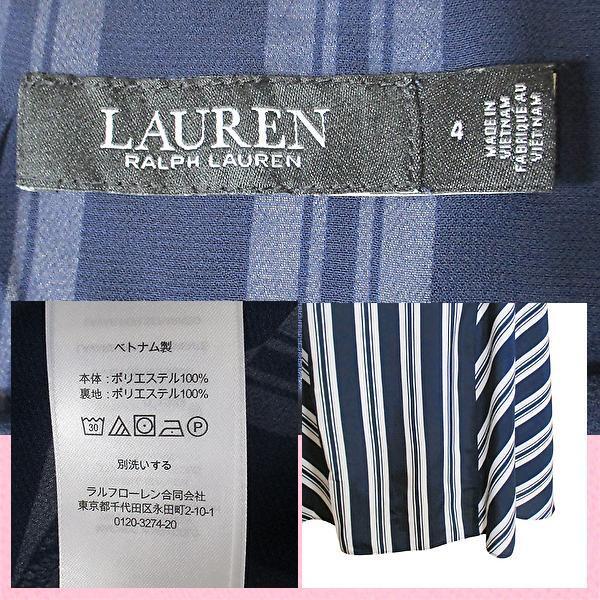 LAUREN
RALPH LAUREN
4
MADE IN
VIETNAM
FABRIQUÉ AU
VIETNAM
ベトナム製
本体：ポリエステル100%
裏地：ポリエステル100%
30
P
別洗いする
ラルフローレン合同会社
東京都千代田区永田町2-10-1
0120-3274-20